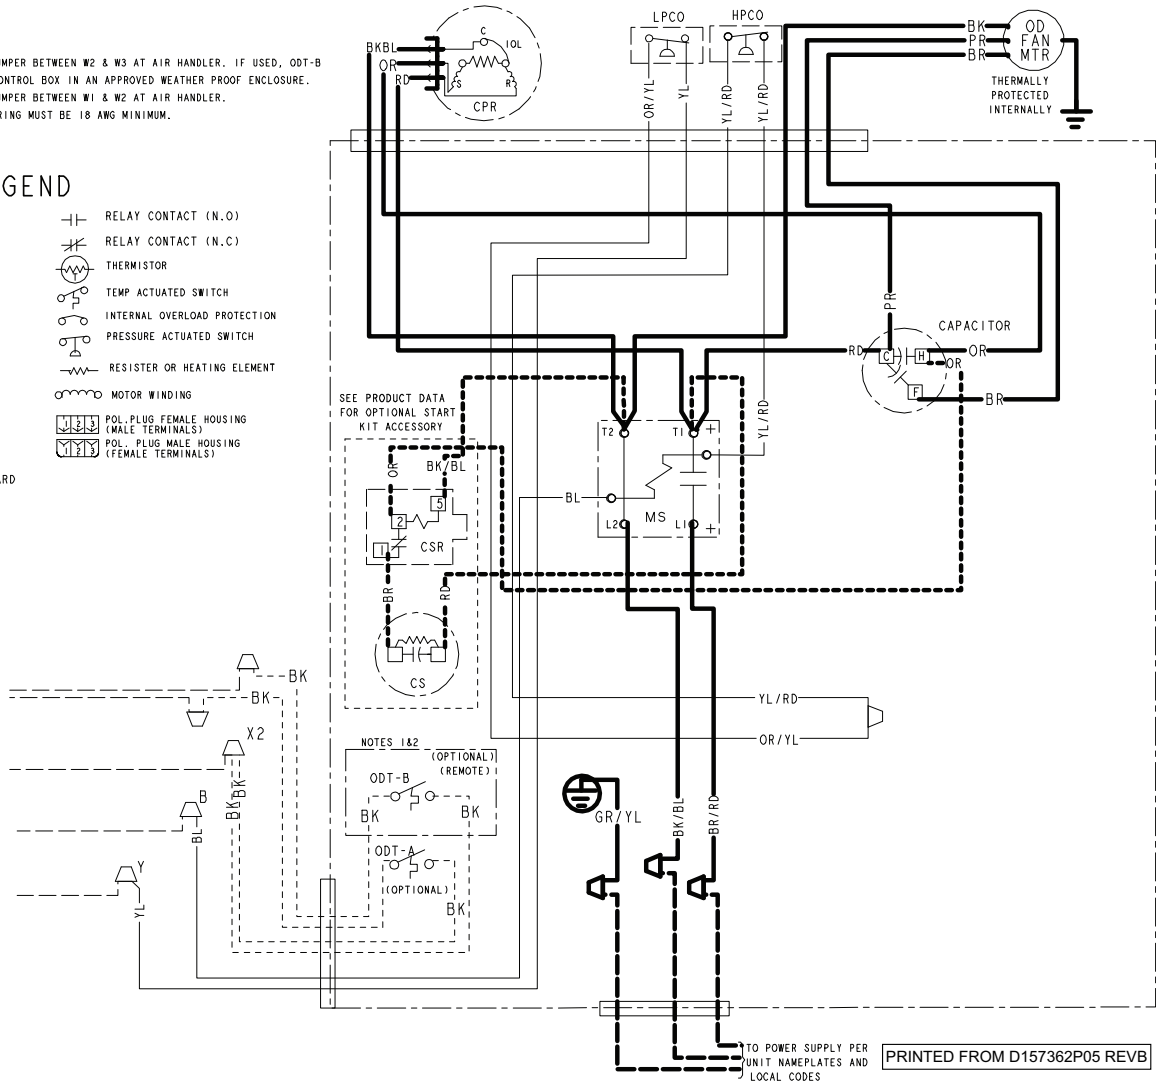 UMPER BETWEEN W2 & W3 AT AIR HANDLER. IF USED, ODT-B
ONTROL BOX IN AN APPROVED WEATHER PROOF ENCLOSURE.
UMPER BETWEEN W1 & W2 AT AIR HANDLER.
RING MUST BE 18 AWG MINIMUM.
GEND
RELAY CONTACT (N.O)
RELAY CONTACT (N.C)
THERMISTOR
TEMP ACTUATED SWITCH
INTERNAL OVERLOAD PROTECTION
PRESSURE ACTUATED SWITCH
RESISTER OR HEATING ELEMENT
MOTOR WINDING
1 2 3
POL.PLUG FEMALE HOUSING
(MALE TERMINALS)
1 2 3
POL. PLUG MALE HOUSING
(FEMALE TERMINALS)
ARD
BKBL
OR
RD
C
IOL
S
R
CPR
LPCO
HPCO
OR/YL
YL
YL/RD
YL/RD
BK
PR
BR
OD
FAN
MTR
THERMALLY
PROTECTED
INTERNALLY
PR
CAPACITOR
RD
C
H
OR
OR
F
BR
YL/RD
SEE PRODUCT DATA
FOR OPTIONAL START
KIT ACCESSORY
OR
BK/BL
5
2
1
CSR
BR
RD
CS
T2
T1
+
BL
MS
L2
L1
+
YL/RD
OR/YL
BK
BK
X2
BK
BK
B
BL
Y
YL
NOTES 1&2
(OPTIONAL)
(REMOTE)
ODT-B
BK
BK
ODT-A
(OPTIONAL)
BK
GR/YL
BK/BL
BR/RD
TO POWER SUPPLY PER
UNIT NAMEPLATES AND
LOCAL CODES
PRINTED FROM D157362P05 REVB